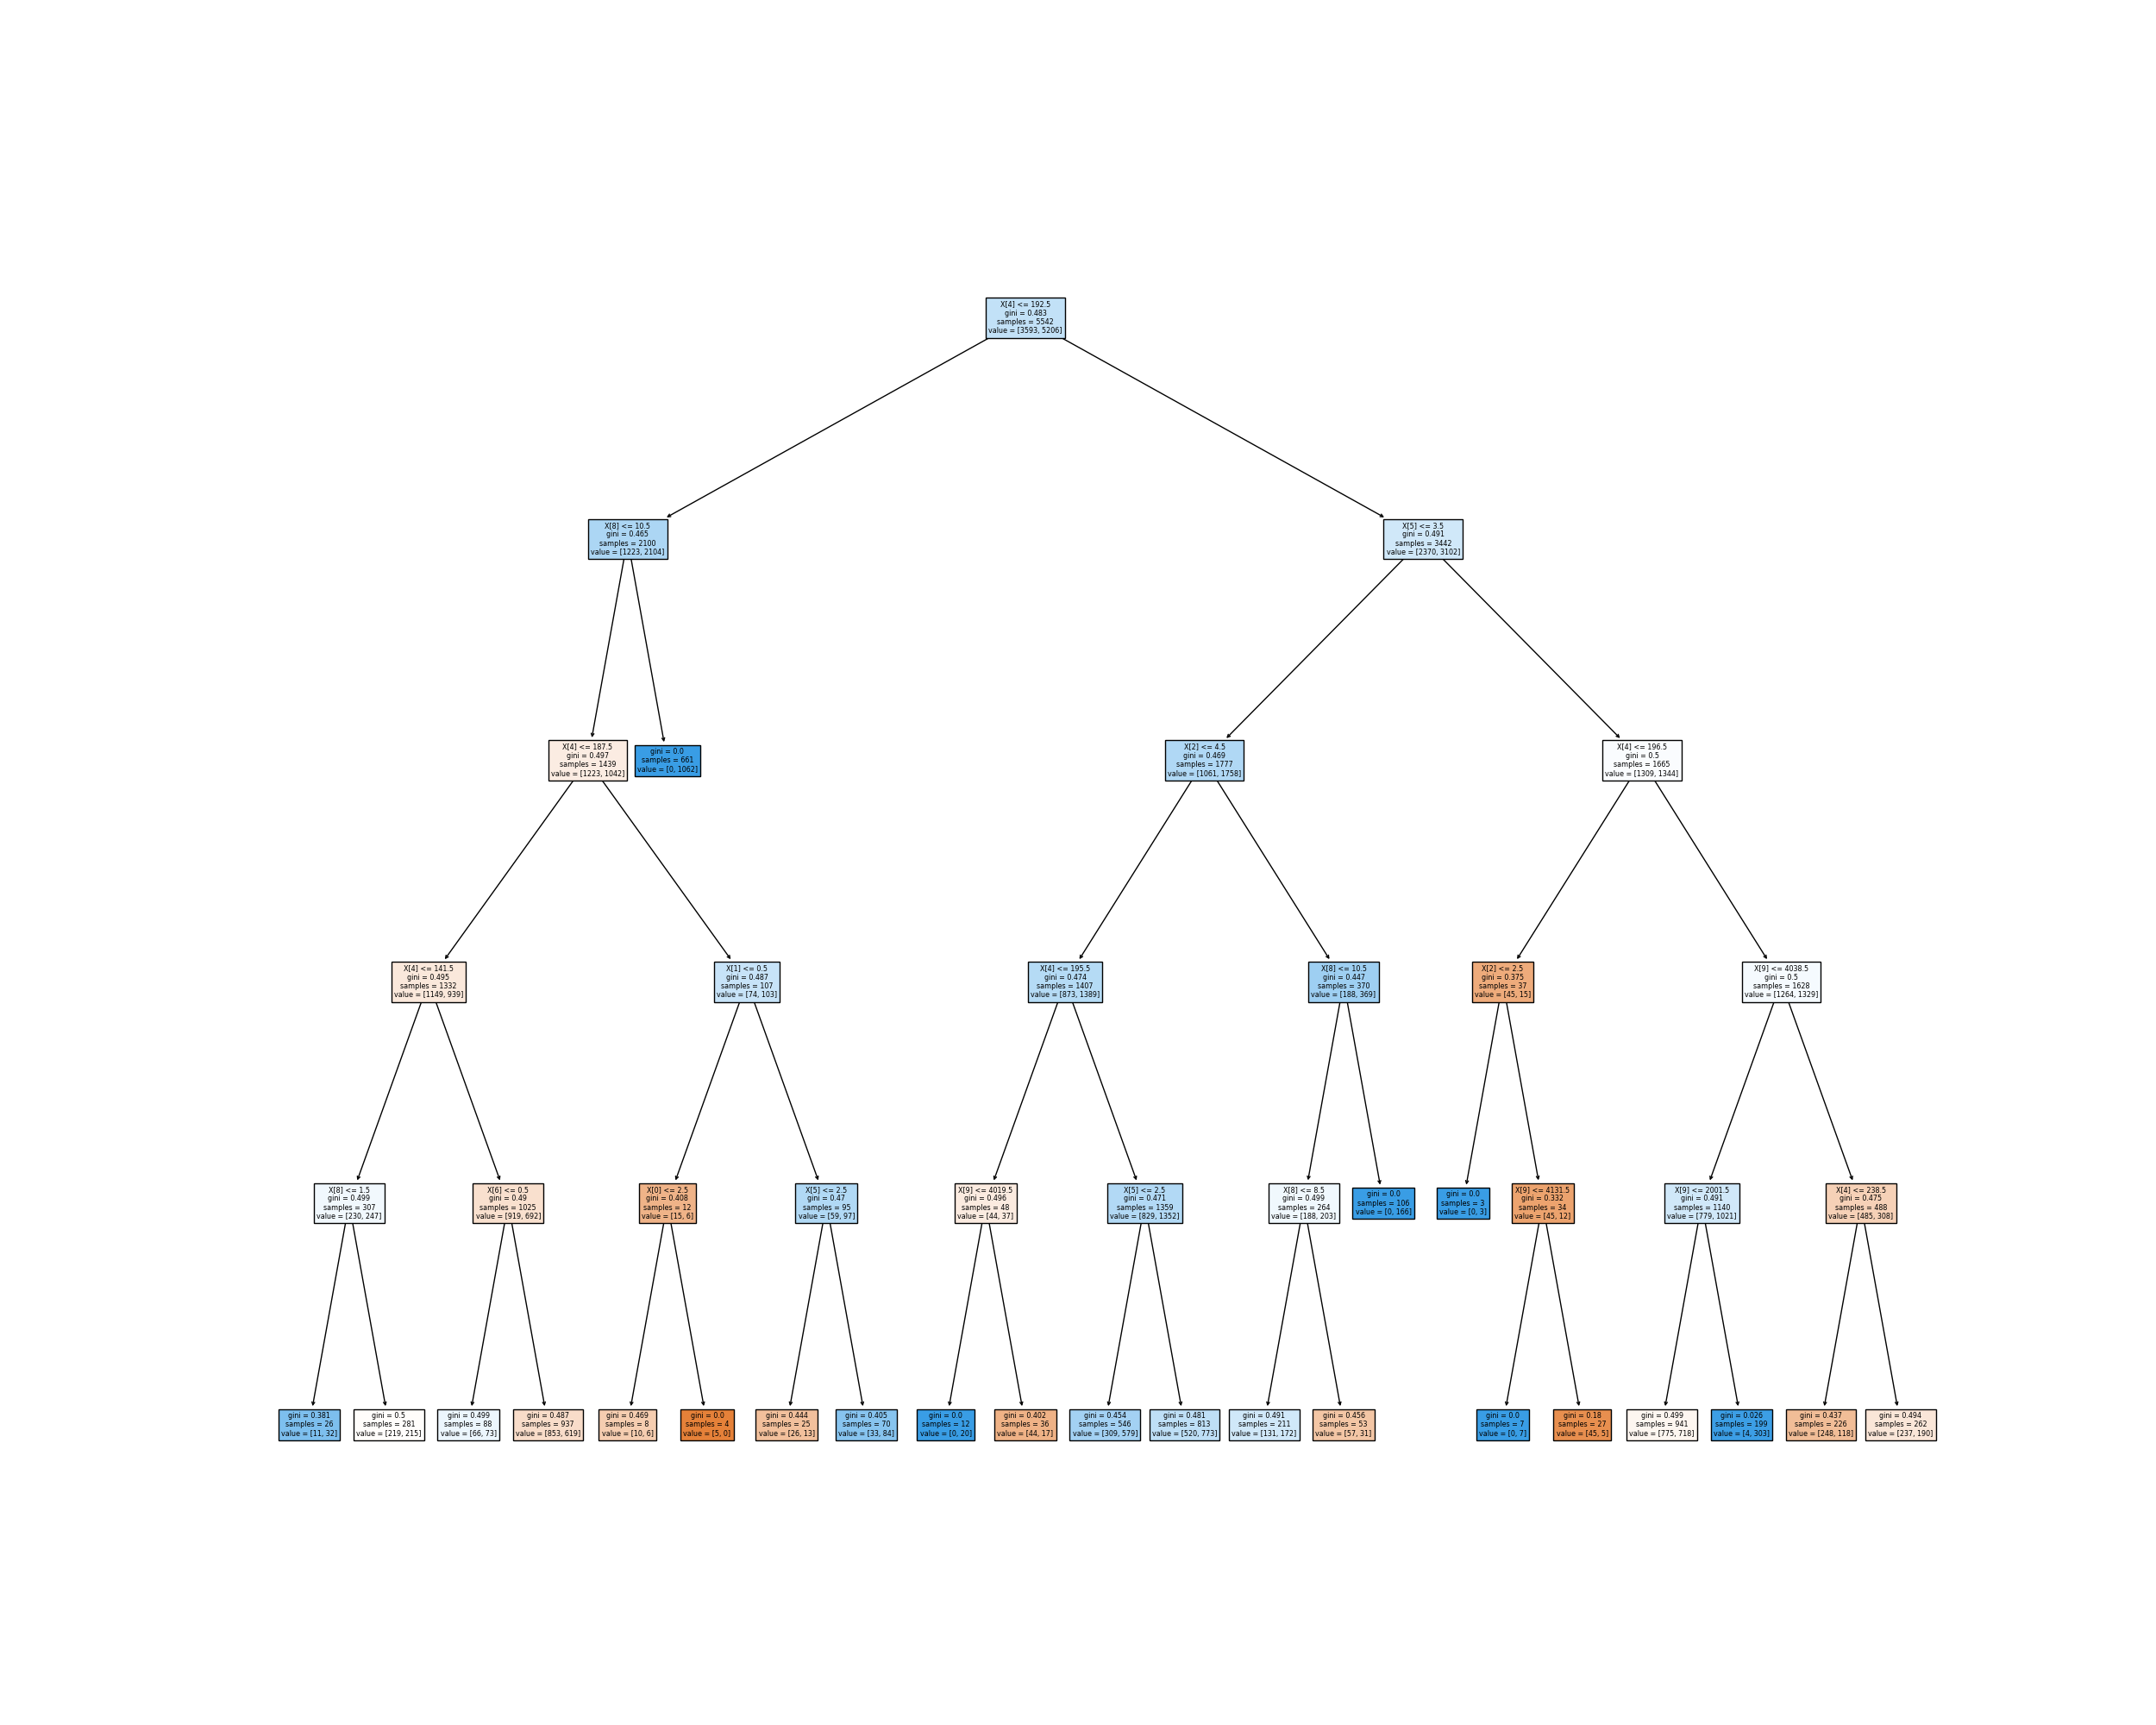 X[4] <= 192.5
gini = 0.483
samples = 5542
value = [3593, 5206]
X[8] <= 10.5
gini = 0.465
samples = 2100
value = [1223, 2104]
X[5] <= 3.5
gini = 0.491
samples = 3442
value = [2370, 3102]
X[4] <= 187.5
gini = 0.497
samples = 1439
value = [1223, 1042]
gini = 0.0
samples = 661
value = [0, 1062]
X[2] <= 4.5
gini = 0.469
samples = 1777
value = [1061, 1758]
X[4] <= 196.5
gini = 0.5
samples = 1665
value = [1309, 1344]
X[4] <= 141.5
gini = 0.495
samples = 1332
value = [1149, 939]
X[1] <= 0.5
gini = 0.487
samples = 107
value = [74, 103]
X[4] <= 195.5
gini = 0.474
samples = 1407
value = [873, 1389]
X[8] <= 10.5
gini = 0.447
samples = 370
value = [188, 369]
X[2] <= 2.5
gini = 0.375
samples = 37
value = [45, 15]
X[9] <= 4038.5
gini = 0.5
samples = 1628
value = [1264, 1329]
X[8] <= 1.5
gini = 0.499
samples = 307
value = [230, 247]
X[6] <= 0.5
gini = 0.49
samples = 1025
value = [919, 692]
X[0] <= 2.5
gini = 0.408
samples = 12
value = [15, 6]
X[5] <= 2.5
gini = 0.47
samples = 95
value = [59, 97]
X[9] <= 4019.5
gini = 0.496
samples = 48
value = [44, 37]
X[5] <= 2.5
gini = 0.471
samples = 1359
value = [829, 1352]
X[8] <= 8.5
gini = 0.499
samples = 264
value = [188, 203]
gini = 0.0
samples = 106
value = [0, 166]
gini = 0.0
samples = 3
value = [0, 3]
X[9] <= 4131.5
gini = 0.332
samples = 34
value = [45, 12]
X[9] <= 2001.5
gini = 0.491
samples = 1140
value = [779, 1021]
X[4] <= 238.5
gini = 0.475
samples = 488
value = [485, 308]
gini = 0.381
samples = 26
value = [11, 32]
gini = 0.5
samples = 281
value = [219, 215]
gini = 0.499
samples = 88
value = [66, 73]
gini = 0.487
samples = 937
value = [853, 619]
gini = 0.469
samples = 8
value = [10, 6]
gini = 0.0
samples = 4
value = [5, 0]
gini = 0.444
samples = 25
value = [26, 13]
gini = 0.405
samples = 70
value = [33, 84]
gini = 0.0
samples = 12
value = [0, 20]
gini = 0.402
samples = 36
value = [44, 17]
gini = 0.454
samples = 546
value = [309, 579]
gini = 0.481
samples = 813
value = [520, 773]
gini = 0.491
samples = 211
value = [131, 172]
gini = 0.456
samples = 53
value = [57, 31]
gini = 0.0
samples = 7
value = [0, 7]
gini = 0.18
samples = 27
value = [45, 5]
gini = 0.499
samples = 941
value = [775, 718]
gini = 0.026
samples = 199
value = [4, 303]
gini = 0.437
samples = 226
value = [248, 118]
gini = 0.494
samples = 262
value = [237, 190]